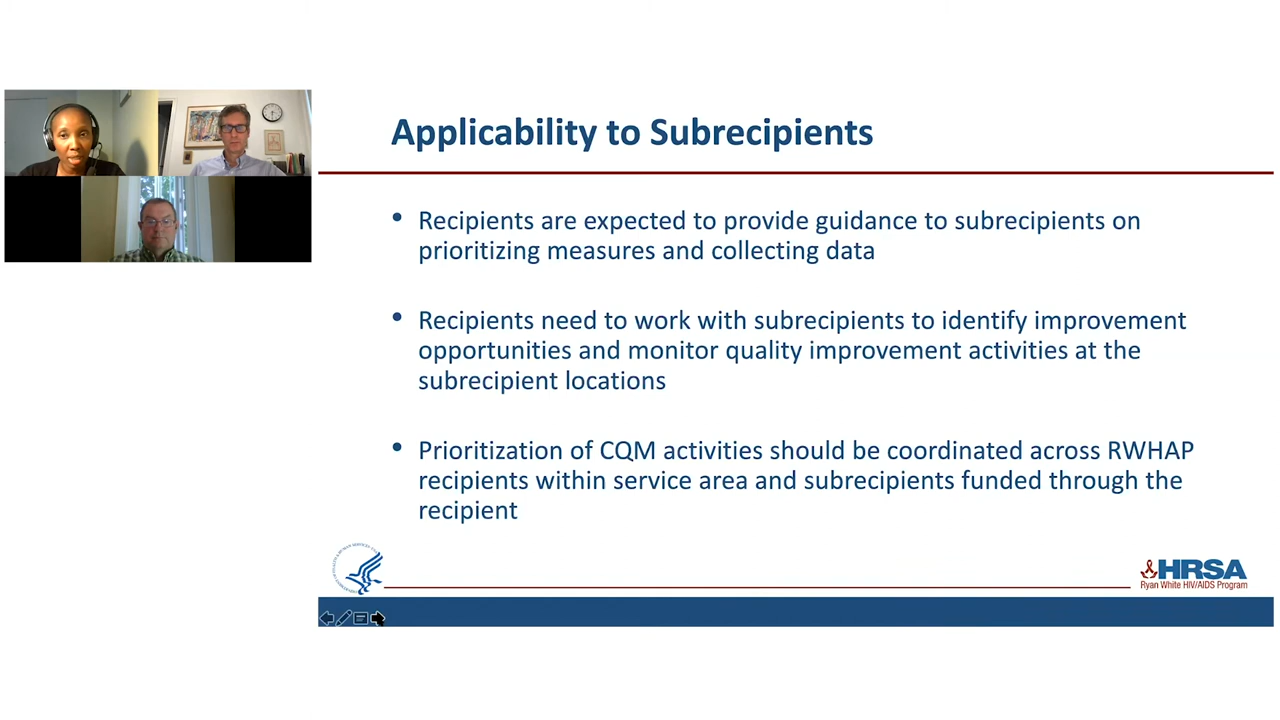 Applicability to Subrecipients
• Recipients are expected to provide guidance to subrecipients on
prioritizing measures and collecting data
• Recipients need to work with subrecipients to identify improvement
opportunities and monitor quality improvement activities at the
subrecipient locations
• Prioritization of CQM activities should be coordinated across RWHAP
recipients within service area and subrecipients funded through the
recipient
HRSA
Ryan White HIV/AIDS Program